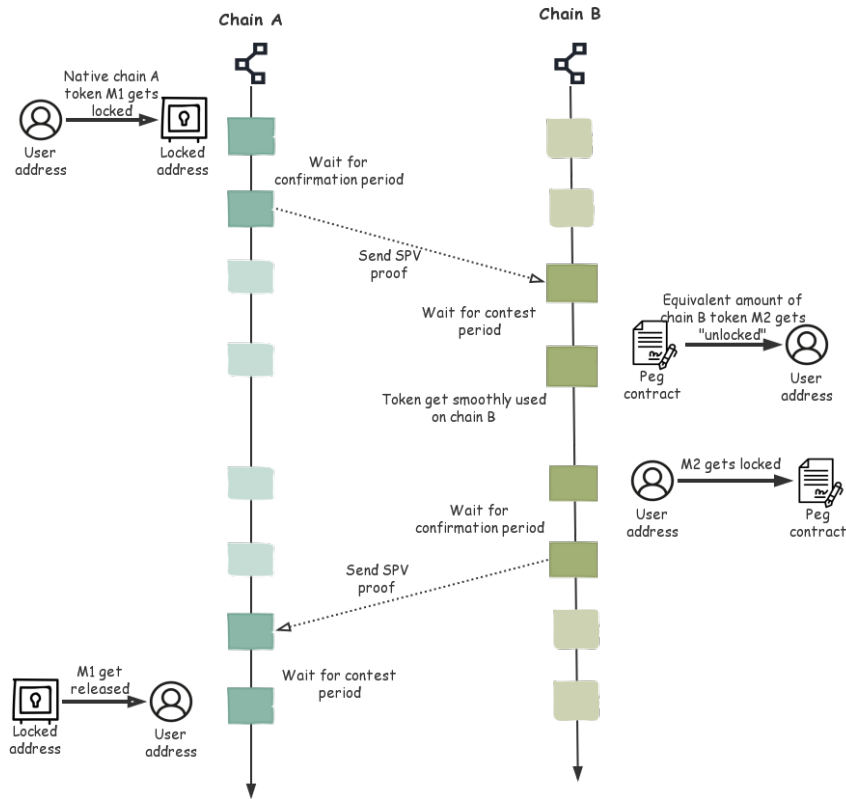 Chain A
Chain B
Native chain A
token M1 gets
locked
User
address
Locked
address
Wait for
confirmation period
Send SPV
proof
Wait for contest
period
Equivalent amount of
chain B token M2 gets
"unlocked"
Peg
contract
User
address
Token get smoothly used
on chain B
M2 gets locked
User
address
Peg
contract
Wait for
confirmation period
Send SPV
proof
Wait for contest
period
M1 get
released
Locked
address
User
address